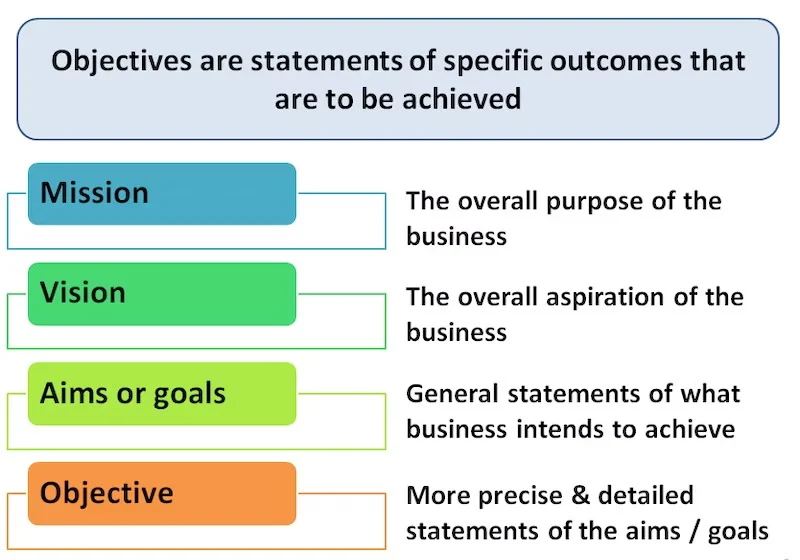 Objectives are statements of specific outcomes that
are to be achieved
Mission
The overall purpose of the
business
Vision
The overall aspiration of the
business
Aims or goals
General statements of what
business intends to achieve
Objective
More precise & detailed
statements of the aims / goals